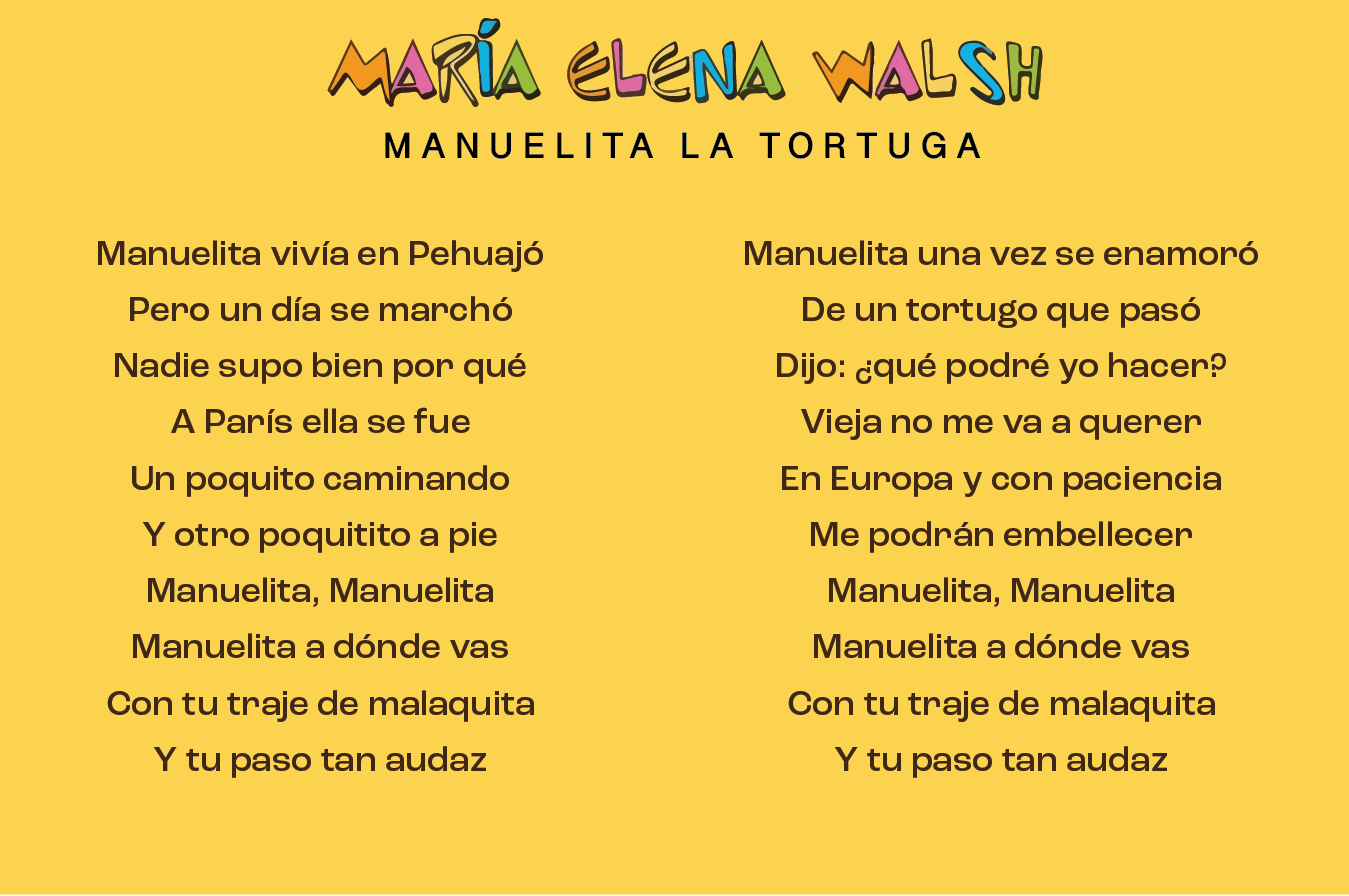 MARÍA ELENA WALSH
MANUELITA LA TORTUGA
Manuelita vivía en Pehuajó
Pero un día se marchó
Nadie supo bien por qué
A París ella se fue
Un poquito caminando
Y otro poquitito a pie
Manuelita, Manuelita
Manuelita a dónde vas
Con tu traje de malaquita
Y tu paso tan audaz
Manuelita una vez se enamoró
De un tortugo que pasó
Dijo: ¿qué podré yo hacer?
Vieja no me va a querer
En Europa y con paciencia
Me podrán embellecer
Manuelita, Manuelita
Manuelita a dónde vas
Con tu traje de malaquita
Y tu paso tan audaz